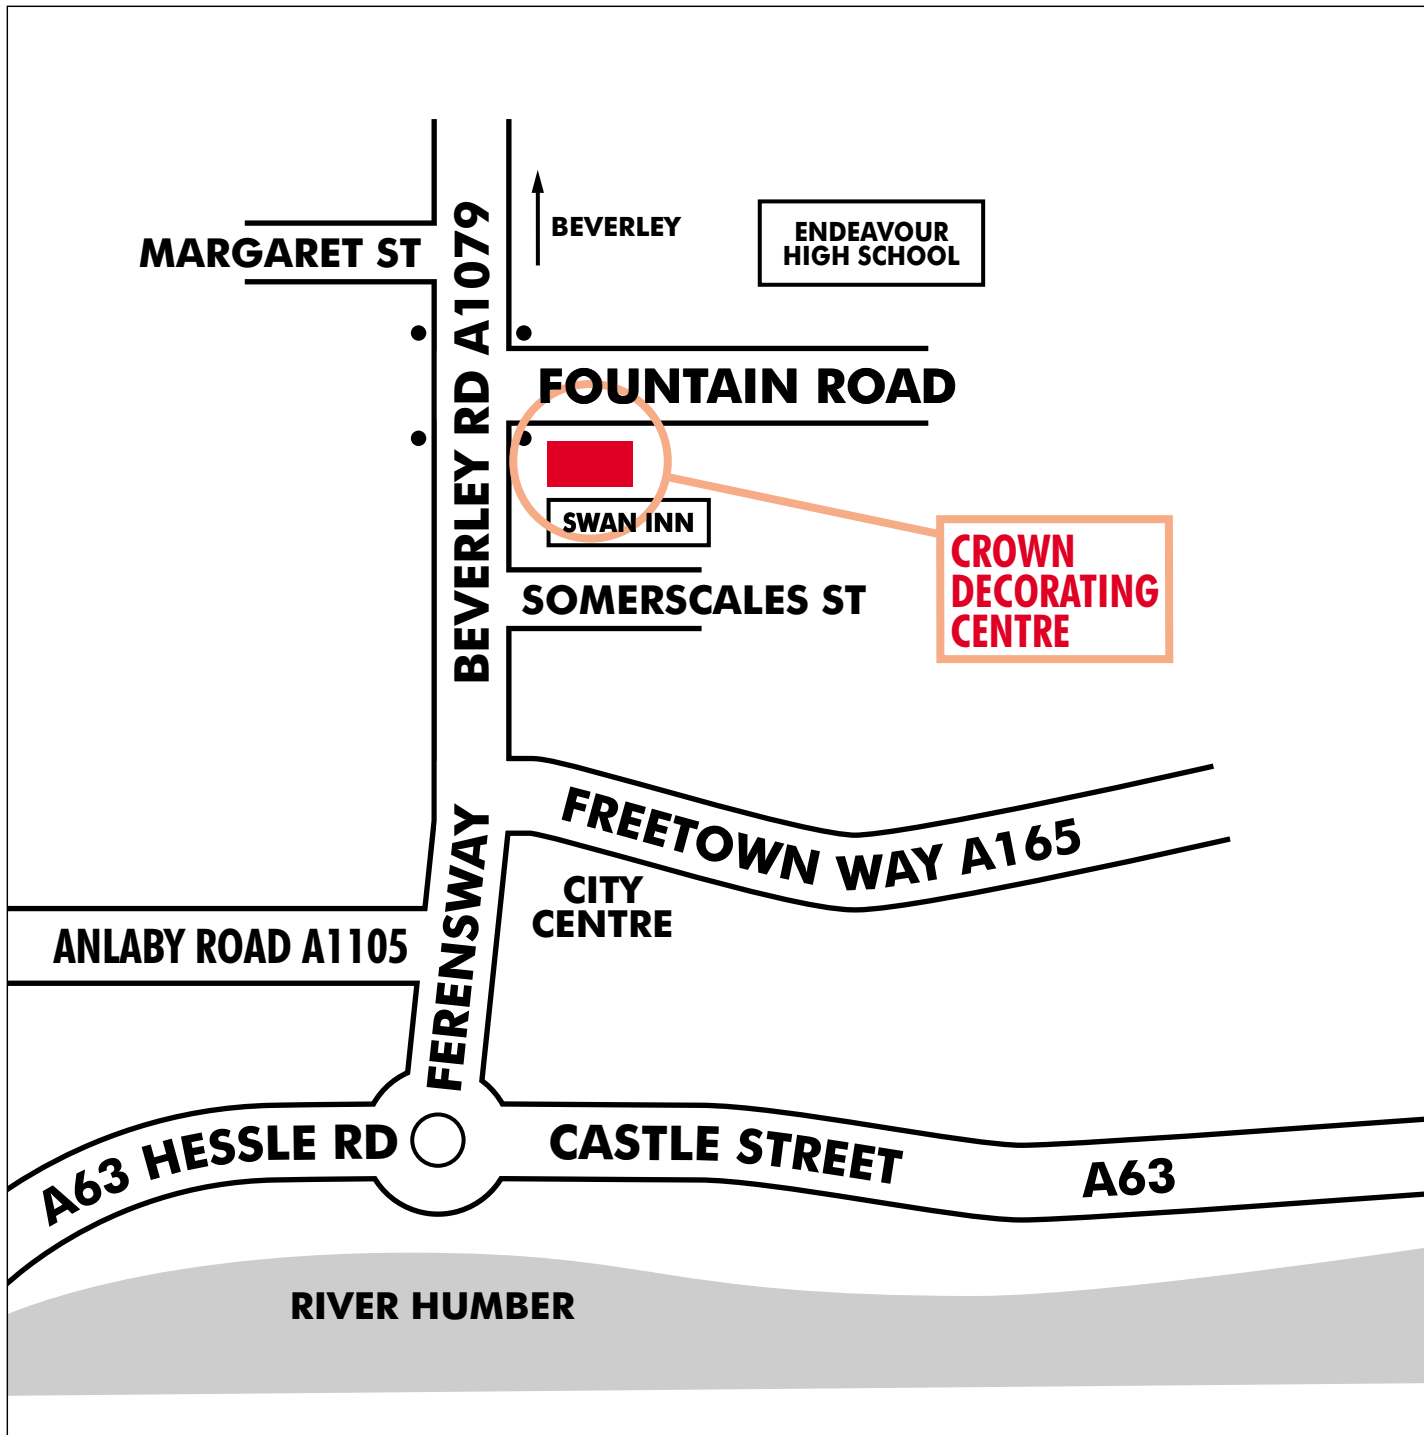 BEVERLEY
ENDEAVOUR
HIGH SCHOOL
MARGARET ST
BEVERLEY RD A1079
FOUNTAIN ROAD
SWAN INN
CROWN
DECORATING
CENTRE
SOMERSCALES ST
FREETOWN WAY A165
FERENSWAY
CITY
CENTRE
ANLABY ROAD A1105
A63 HESSLE RD
CASTLE STREET
A63
RIVER HUMBER